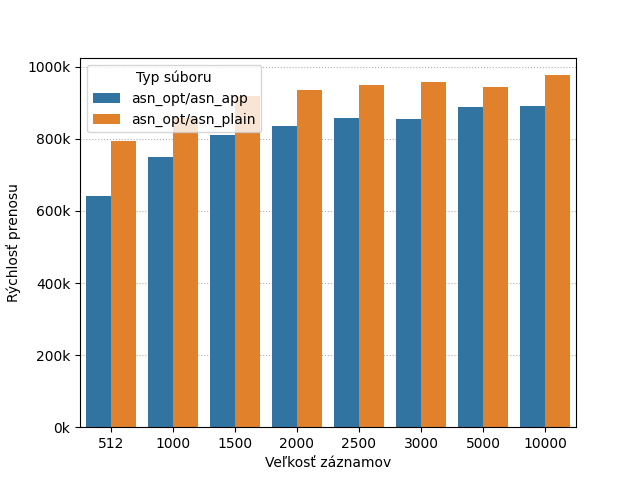 1000k
800k
600k
400k
200k
0k
Rýchlosť prenosu
Typ súboru
asn_opt/asn_app
asn_opt/asn_plain
512 1000 1500 2000 2500 3000 5000 10000
Veľkosť záznamov